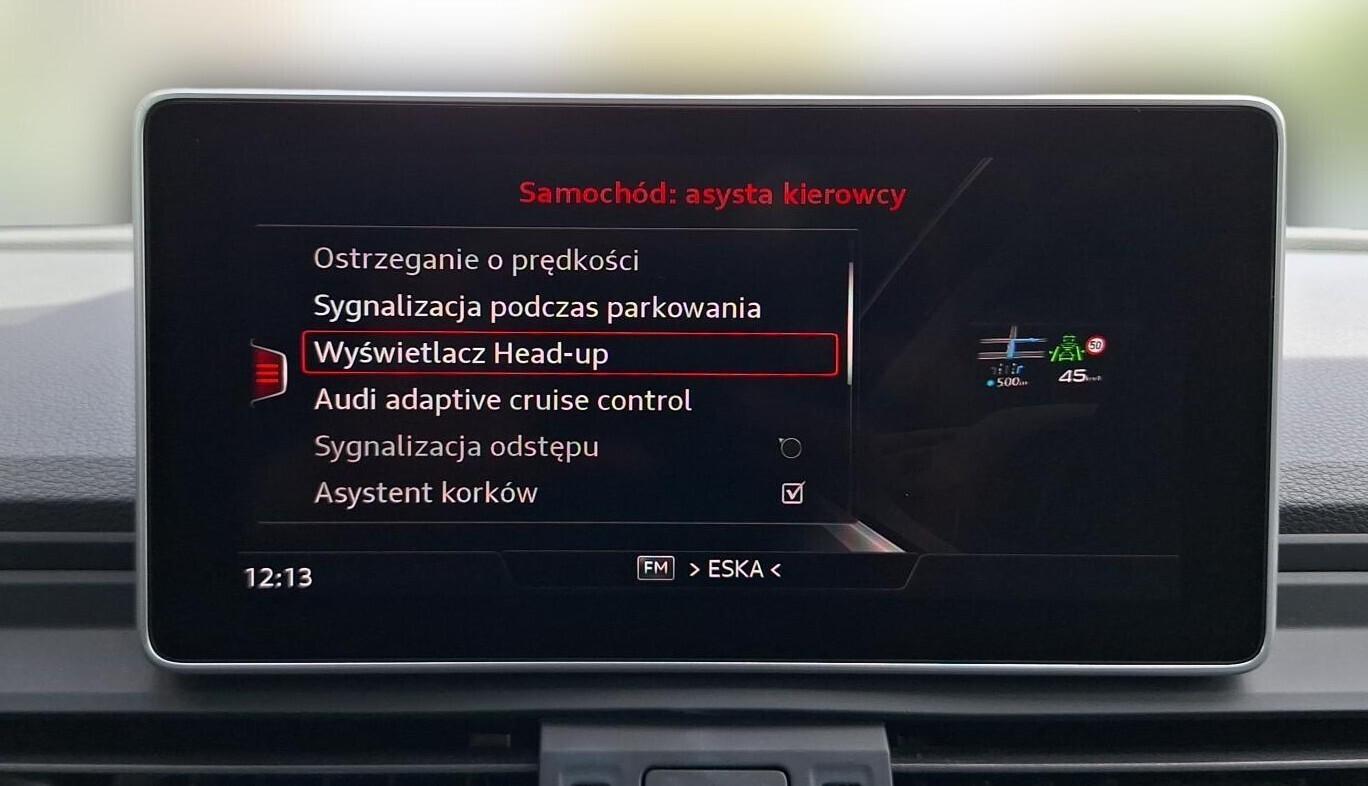 Samochód: asysta kierowcy
Ostrzeganie o prędkości
Sygnalizacja podczas parkowania
Wyświetlacz Head-up
Audi adaptive cruise control
Sygnalizacja odstępu
Asystent korków
50
500m
45 km/h
12:13
FM > ESKA <